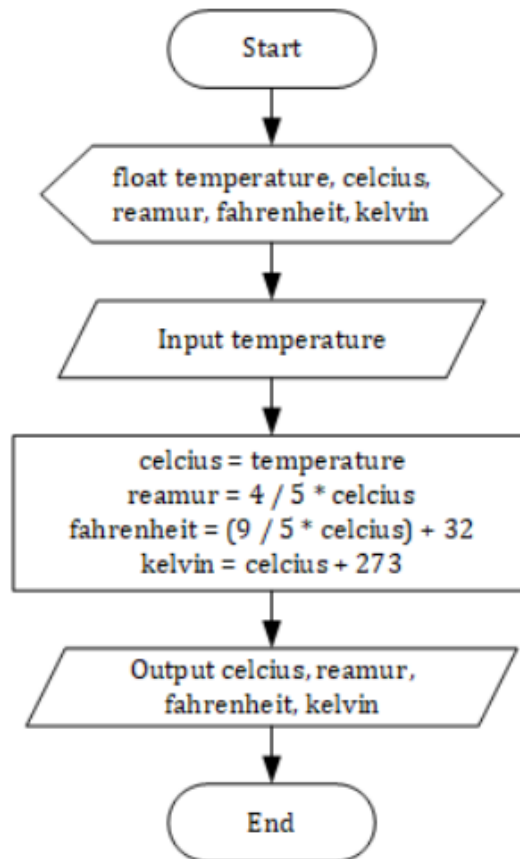 Start
float temperature, celcius,
reamur, fahrenheit, kelvin
Input temperature
celcius = temperature
reamur = 4 / 5 * celcius
fahrenheit = (9 / 5 * celcius) + 32
kelvin = celcius + 273
Output celcius, reamur,
fahrenheit, kelvin
End